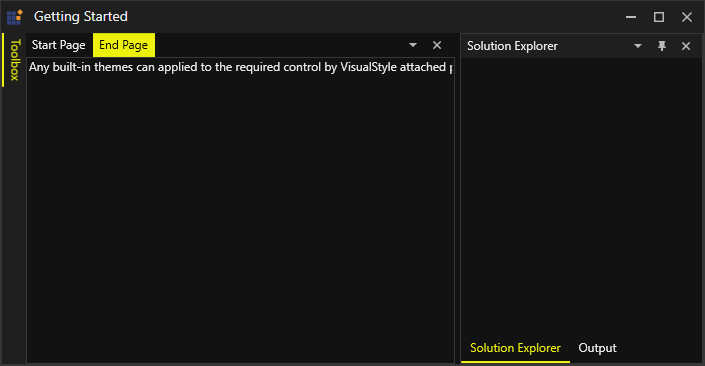 Getting Started
Toolbox
Start Page End Page
Any built-in themes can applied to the required control by VisualStyle attached
Solution Explorer
Solution Explorer Output